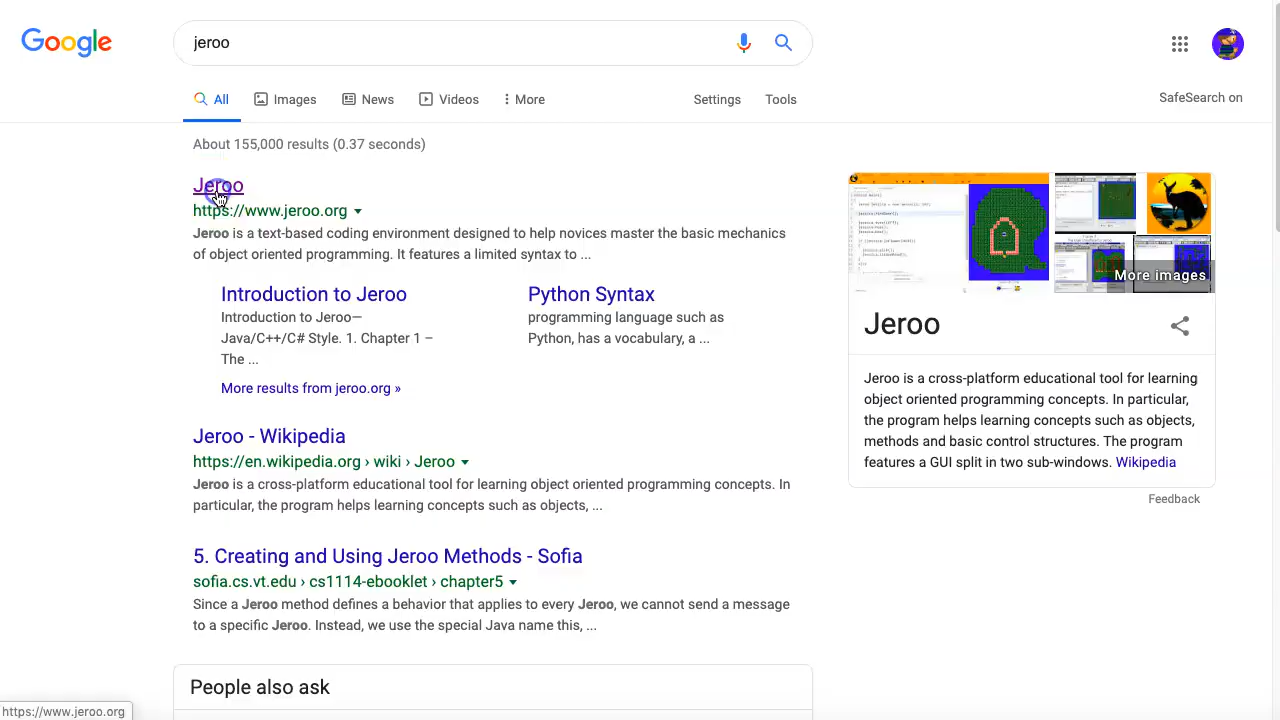 Google
jeroo
All
Images
News
Videos
More
Settings
Tools
SafeSearch on
About 155,000 results (0.37 seconds)
Jeroo
https://www.jeroo.org
Jeroo is a text-based coding environment designed to help novices master the basic mechanics
of object oriented programming. It features a limited syntax to ...
Introduction to Jeroo
Introduction to Jeroo—
Java/C++/C# Style. 1. Chapter 1 –
The ...
Python Syntax
programming language such as
Python, has a vocabulary, a ...
More results from jeroo.org »
Jeroo - Wikipedia
https://en.wikipedia.org › wiki › Jeroo
Jeroo is a cross-platform educational tool for learning object oriented programming concepts. In
particular, the program helps learning concepts such as objects, ...
5. Creating and Using Jeroo Methods - Sofia
sofia.cs.vt.edu › cs1114-ebooklet › chapter5
Since a Jeroo method defines a behavior that applies to every Jeroo, we cannot send a message
to a specific Jeroo. Instead, we use the special Java name this, ...
People also ask
More images
Jeroo
Jeroo is a cross-platform educational tool for learning
object oriented programming concepts. In particular,
the program helps learning concepts such as objects,
methods and basic control structures. The program
features a GUI split in two sub-windows. Wikipedia
Feedback
https://www.jeroo.org